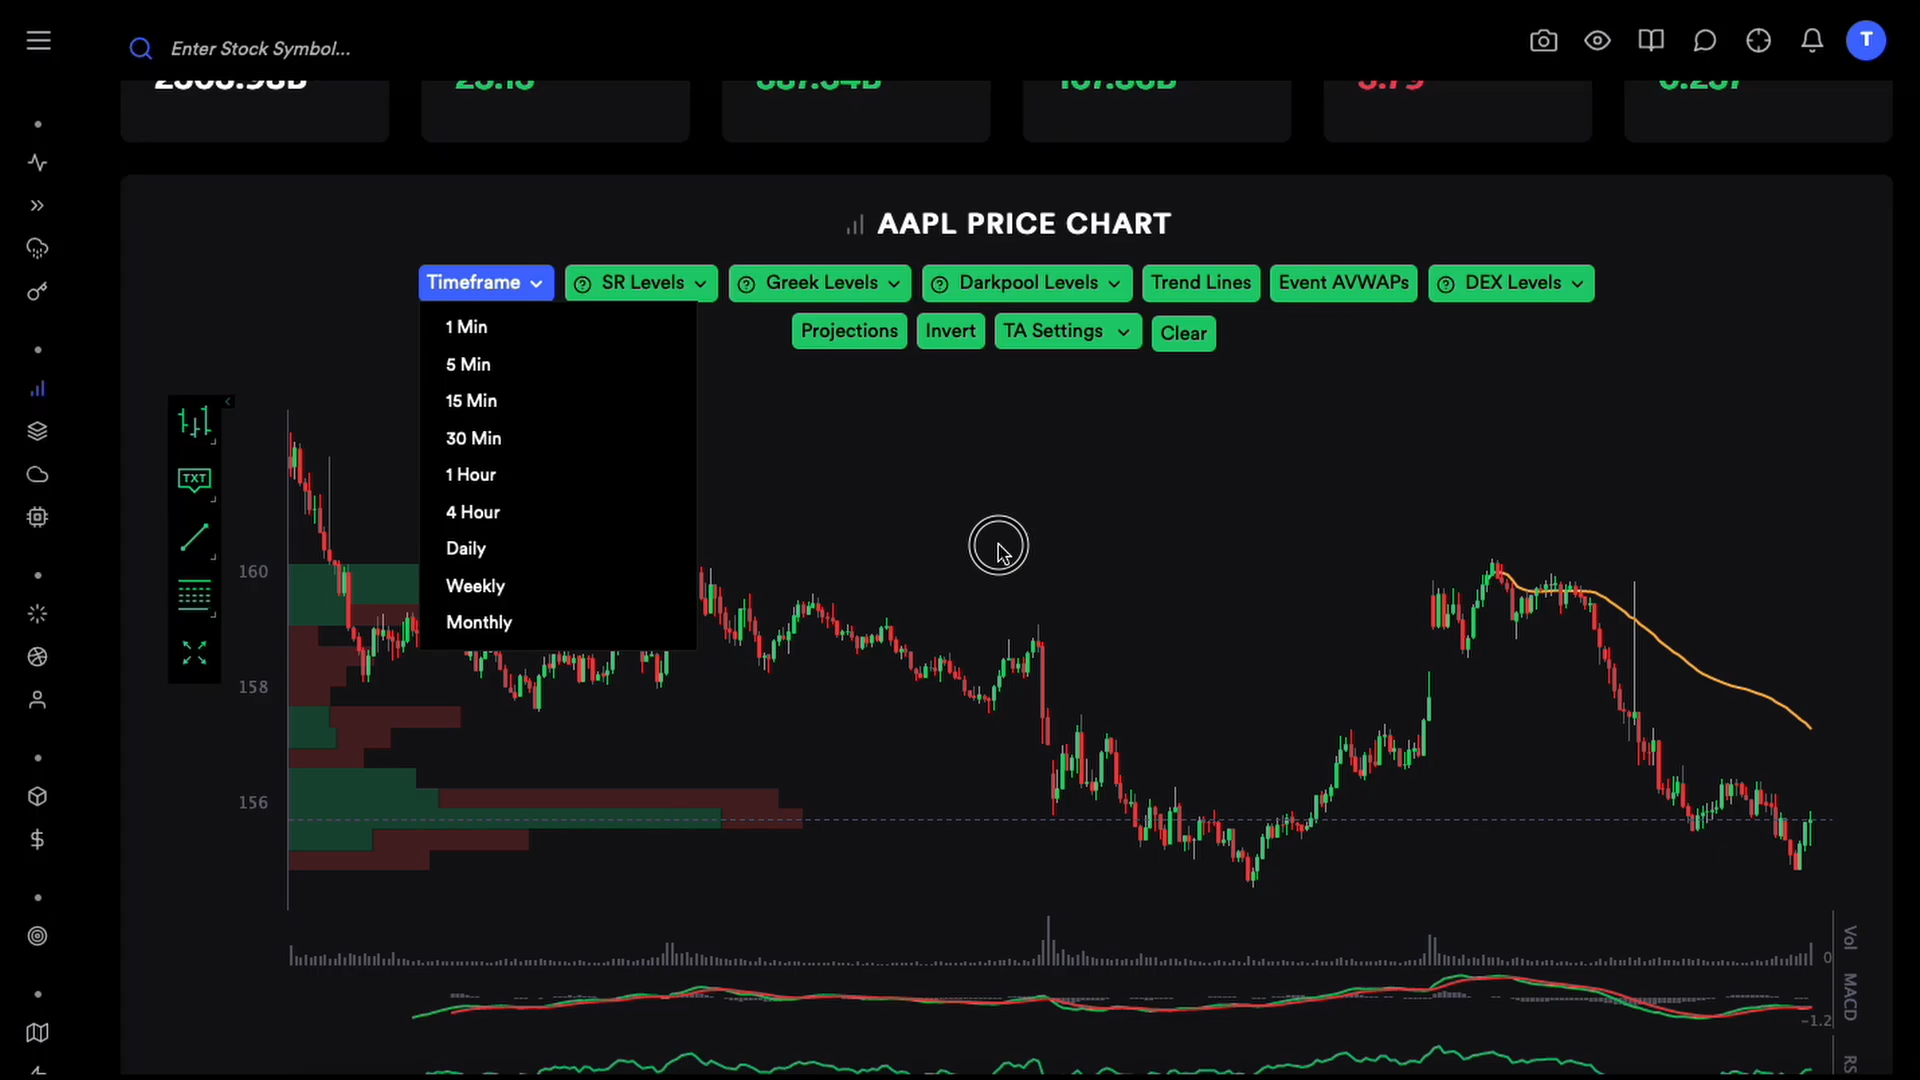 Enter Stock Symbol...
T
AAPL PRICE CHART
Timeframe
SR Levels
Greek Levels
Darkpool Levels
Trend Lines
Event AVWAPs
DEX Levels
Projections
Invert
TA Settings
Clear
1 Min
5 Min
15 Min
30 Min
1 Hour
4 Hour
Daily
Weekly
Monthly
TXT
160
158
156
Vol
0
MACD
-1.2
RS